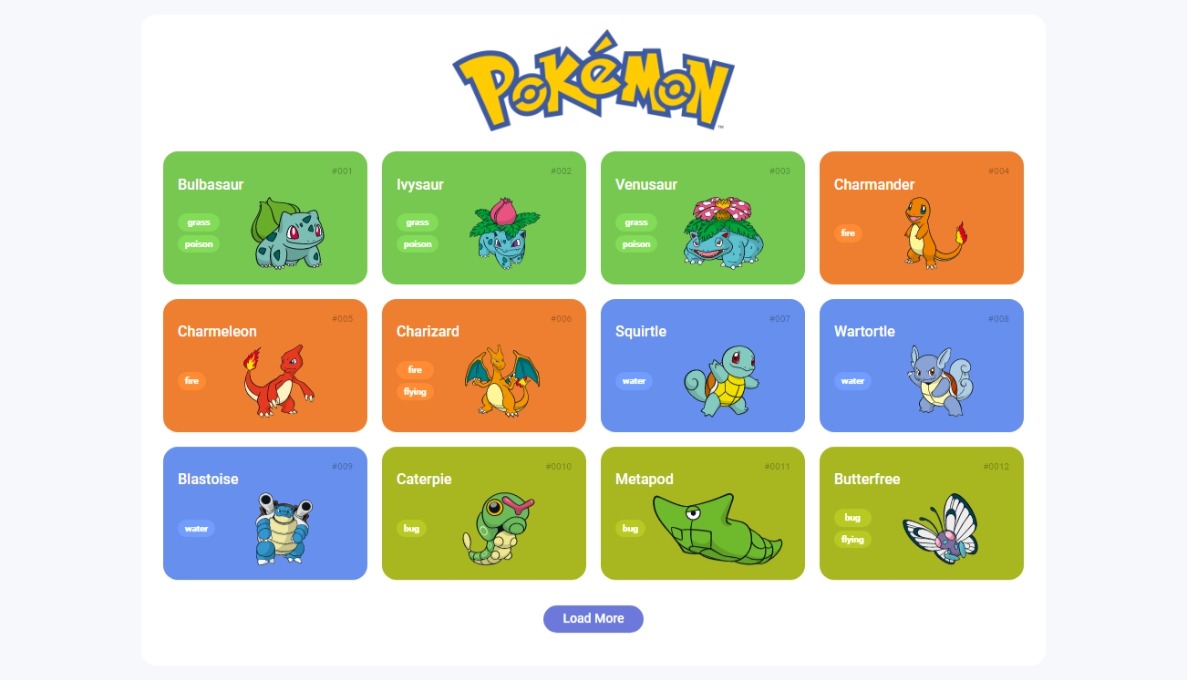 Pokémon
™
#001
Bulbasaur
grass
poison
#002
Ivysaur
grass
poison
#003
Venusaur
grass
poison
#004
Charmander
fire
#005
Charmeleon
fire
#006
Charizard
fire
flying
#007
Squirtle
water
#008
Wartortle
water
#009
Blastoise
water
#0010
Caterpie
bug
#0011
Metapod
bug
#0012
Butterfree
bug
flying
Load More